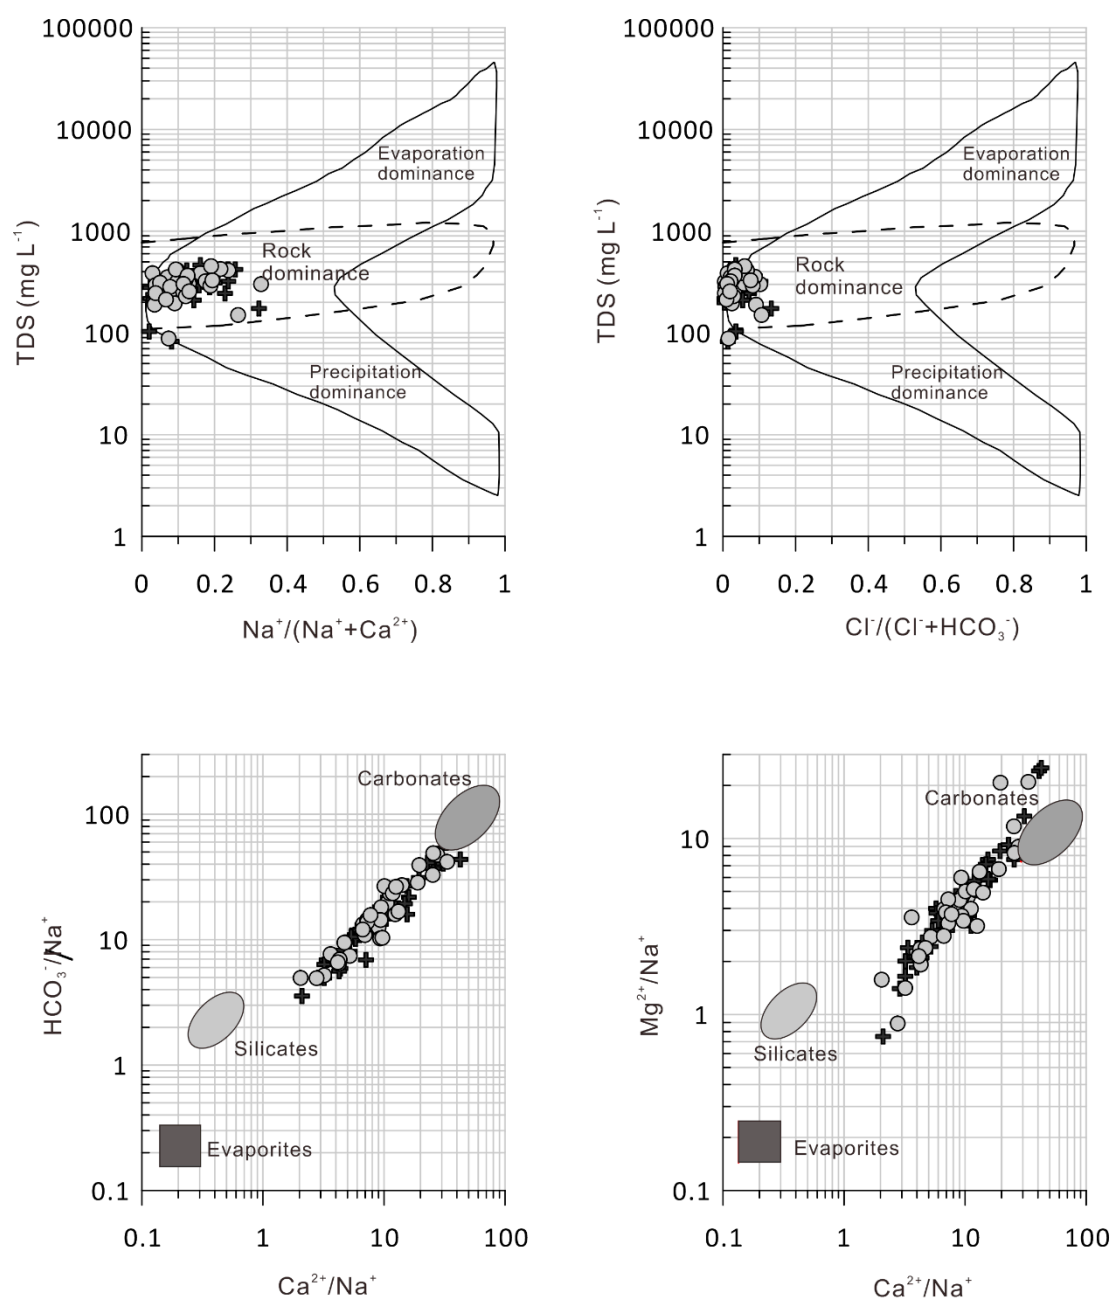 100000
10000
1000
100
10
1
TDS (mg L⁻¹)
Evaporation
dominance
Rock
dominance
Precipitation
dominance
0 0.2 0.4 0.6 0.8 1
Na⁺/(Na⁺+Ca²⁺)
100000
10000
1000
100
10
1
TDS (mg L⁻¹)
Evaporation
dominance
Rock
dominance
Precipitation
dominance
0 0.2 0.4 0.6 0.8 1
Cl⁻/(Cl⁻+HCO₃⁻)
100
10
1
0.1
HCO₃⁻/Na⁺
Carbonates
Silicates
Evaporites
0.1 1 10 100
Ca²⁺/Na⁺
10
1
0.1
Mg²⁺/Na⁺
Carbonates
Silicates
Evaporites
0.1 1 10 100
Ca²⁺/Na⁺